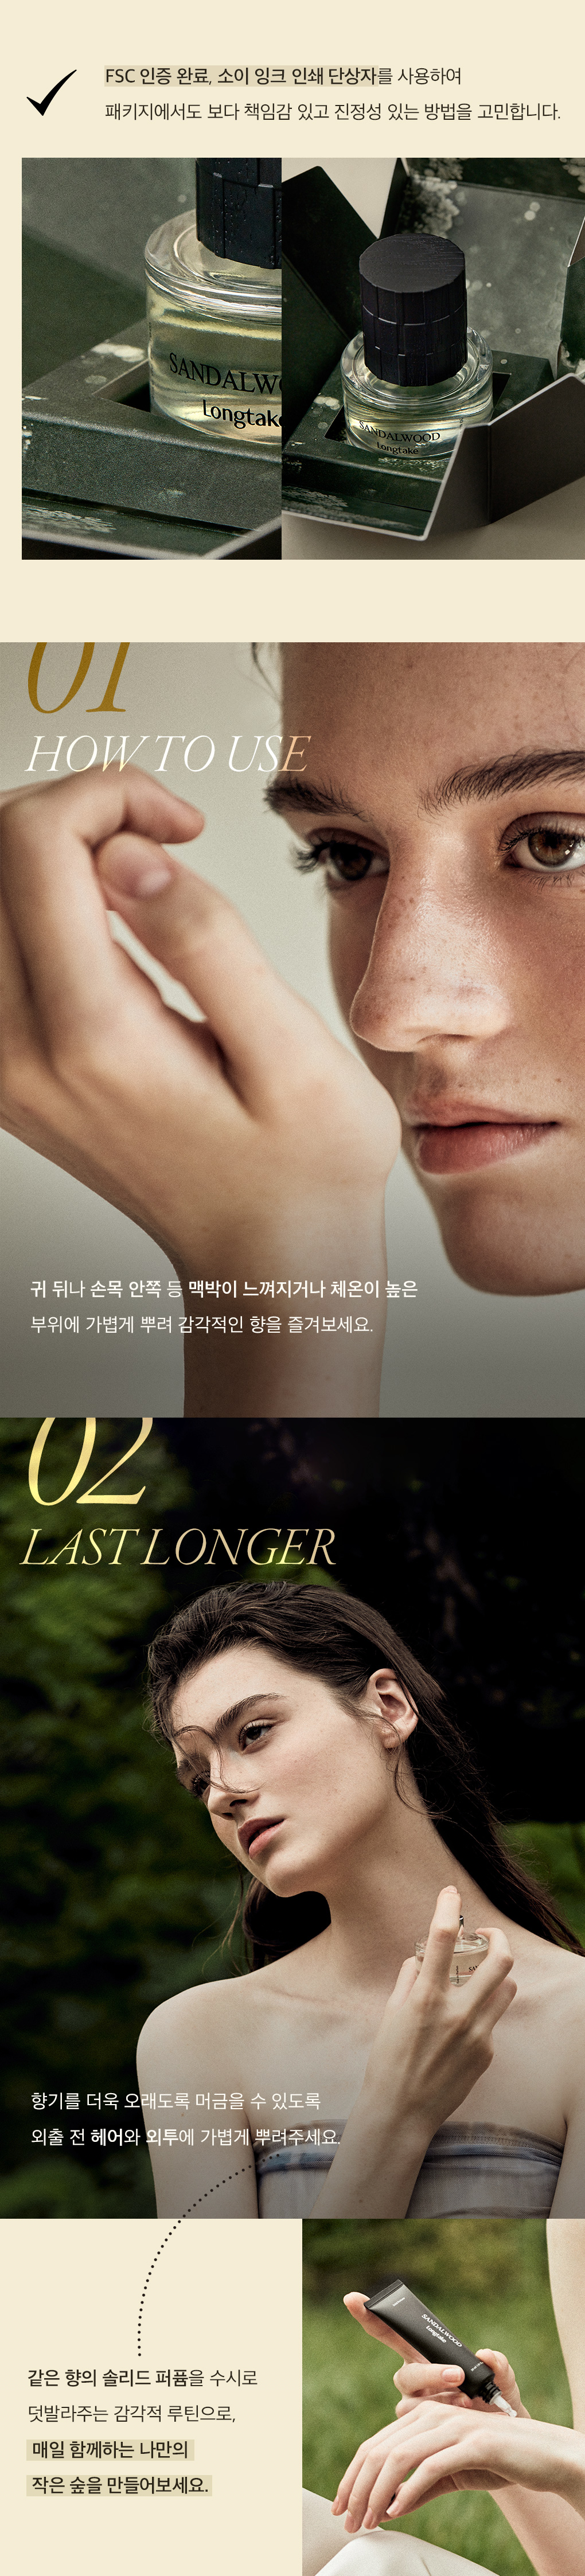 FSC 인증 완료, 소이 잉크 인쇄 단상자를 사용하여
패키지에서도 보다 책임감 있고 진정성 있는 방법을 고민합니다.
SANDALWO
Longtake
SANDALWOOD
Longtake
01
HOW TO USE
귀 뒤나 손목 안쪽 등 맥박이 느껴지거나 체온이 높은
부위에 가볍게 뿌려 감각적인 향을 즐겨보세요.
02
LAST LONGER
향기를 더욱 오래도록 머금을 수 있도록
외출 전 헤어와 외투에 가볍게 뿌려주세요.
SANDALWOOD
Longtake
같은 향의 솔리드 퍼퓸을 수시로
덧발라주는 감각적 루틴으로,
매일 함께하는 나만의
작은 숲을 만들어보세요.